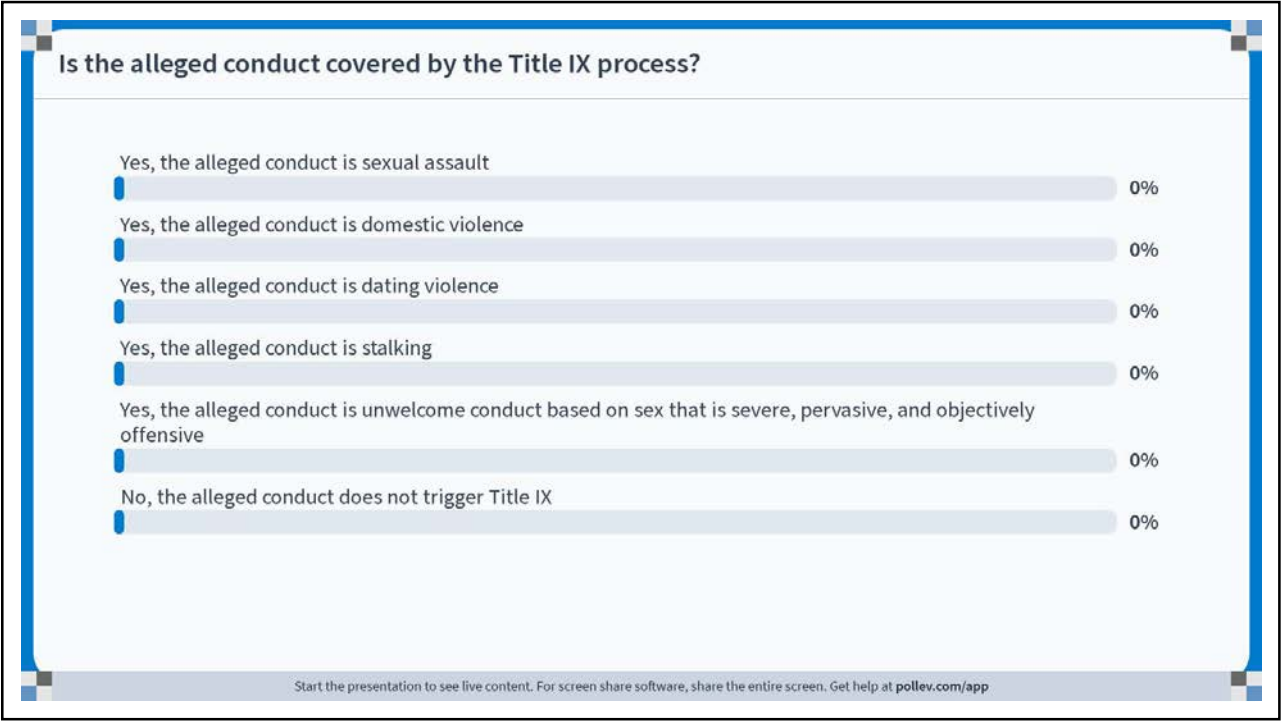 Is the alleged conduct covered by the Title IX process?
Yes, the alleged conduct is sexual assault
0%
Yes, the alleged conduct is domestic violence
0%
Yes, the alleged conduct is dating violence
0%
Yes, the alleged conduct is stalking
0%
Yes, the alleged conduct is unwelcome conduct based on sex that is severe, pervasive, and objectively
offensive
0%
No, the alleged conduct does not trigger Title IX
0%
Start the presentation to see live content. For screen share software, share the entire screen. Get help at pollev.com/app